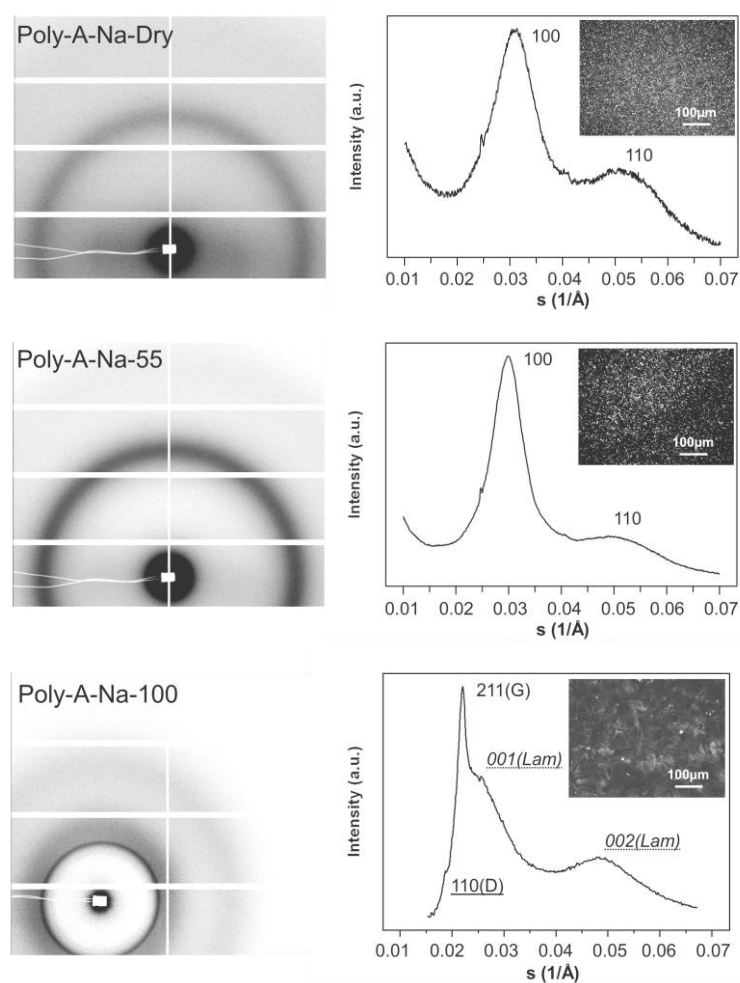 Poly-A-Na-Dry
100
110
100µm
Intensity (a.u.)
0.01 0.02 0.03 0.04 0.05 0.06 0.07
s (1/Å)
Poly-A-Na-55
100
110
100µm
Intensity (a.u.)
0.01 0.02 0.03 0.04 0.05 0.06 0.07
s (1/Å)
Poly-A-Na-100
211(G)
001(Lam)
002(Lam)
110(D)
100µm
Intensity (a.u.)
0.01 0.02 0.03 0.04 0.05 0.06 0.07
s (1/Å)